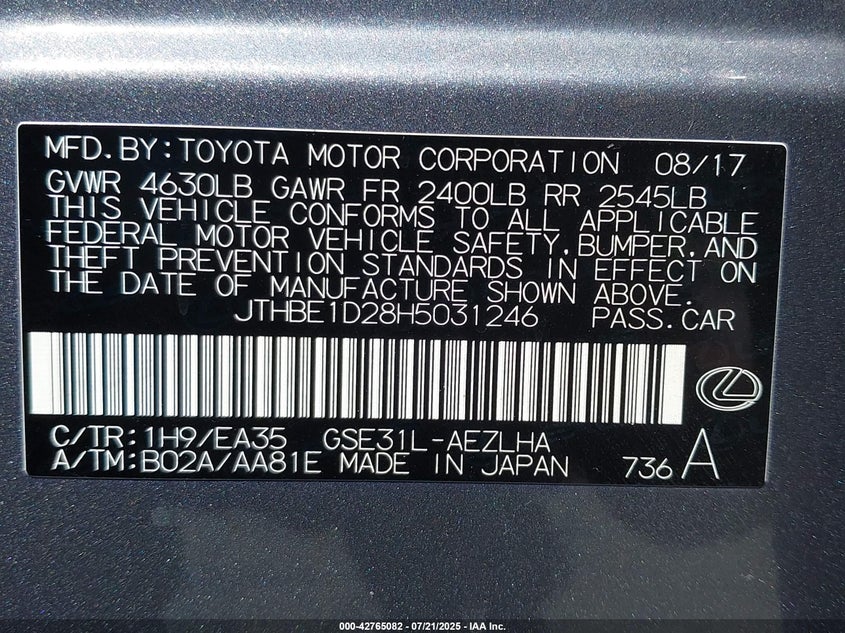 MFD.BY:TOYOTA MOTOR CORPORATION 08/17
GVWR 4630LB GAWR FR 2400LB RR 2545LB
THIS VEHICLE CONFORMS TO ALL APPLICABLE
FEDERAL MOTOR VEHICLE SAFETY,BUMPER,AND
THEFT PREVENTION STANDARDS IN EFFECT ON
THE DATE OF MANUFACTURE SHOWN ABOVE.
JTHBE1D28H5031246 PASS.CAR
C/TR:1H9/EA35 GSE31L-AEZLHA
A/TM:B02A/AA81E MADE IN JAPAN 736 A
000-42765082 - 07/21/2025 - IAA Inc.